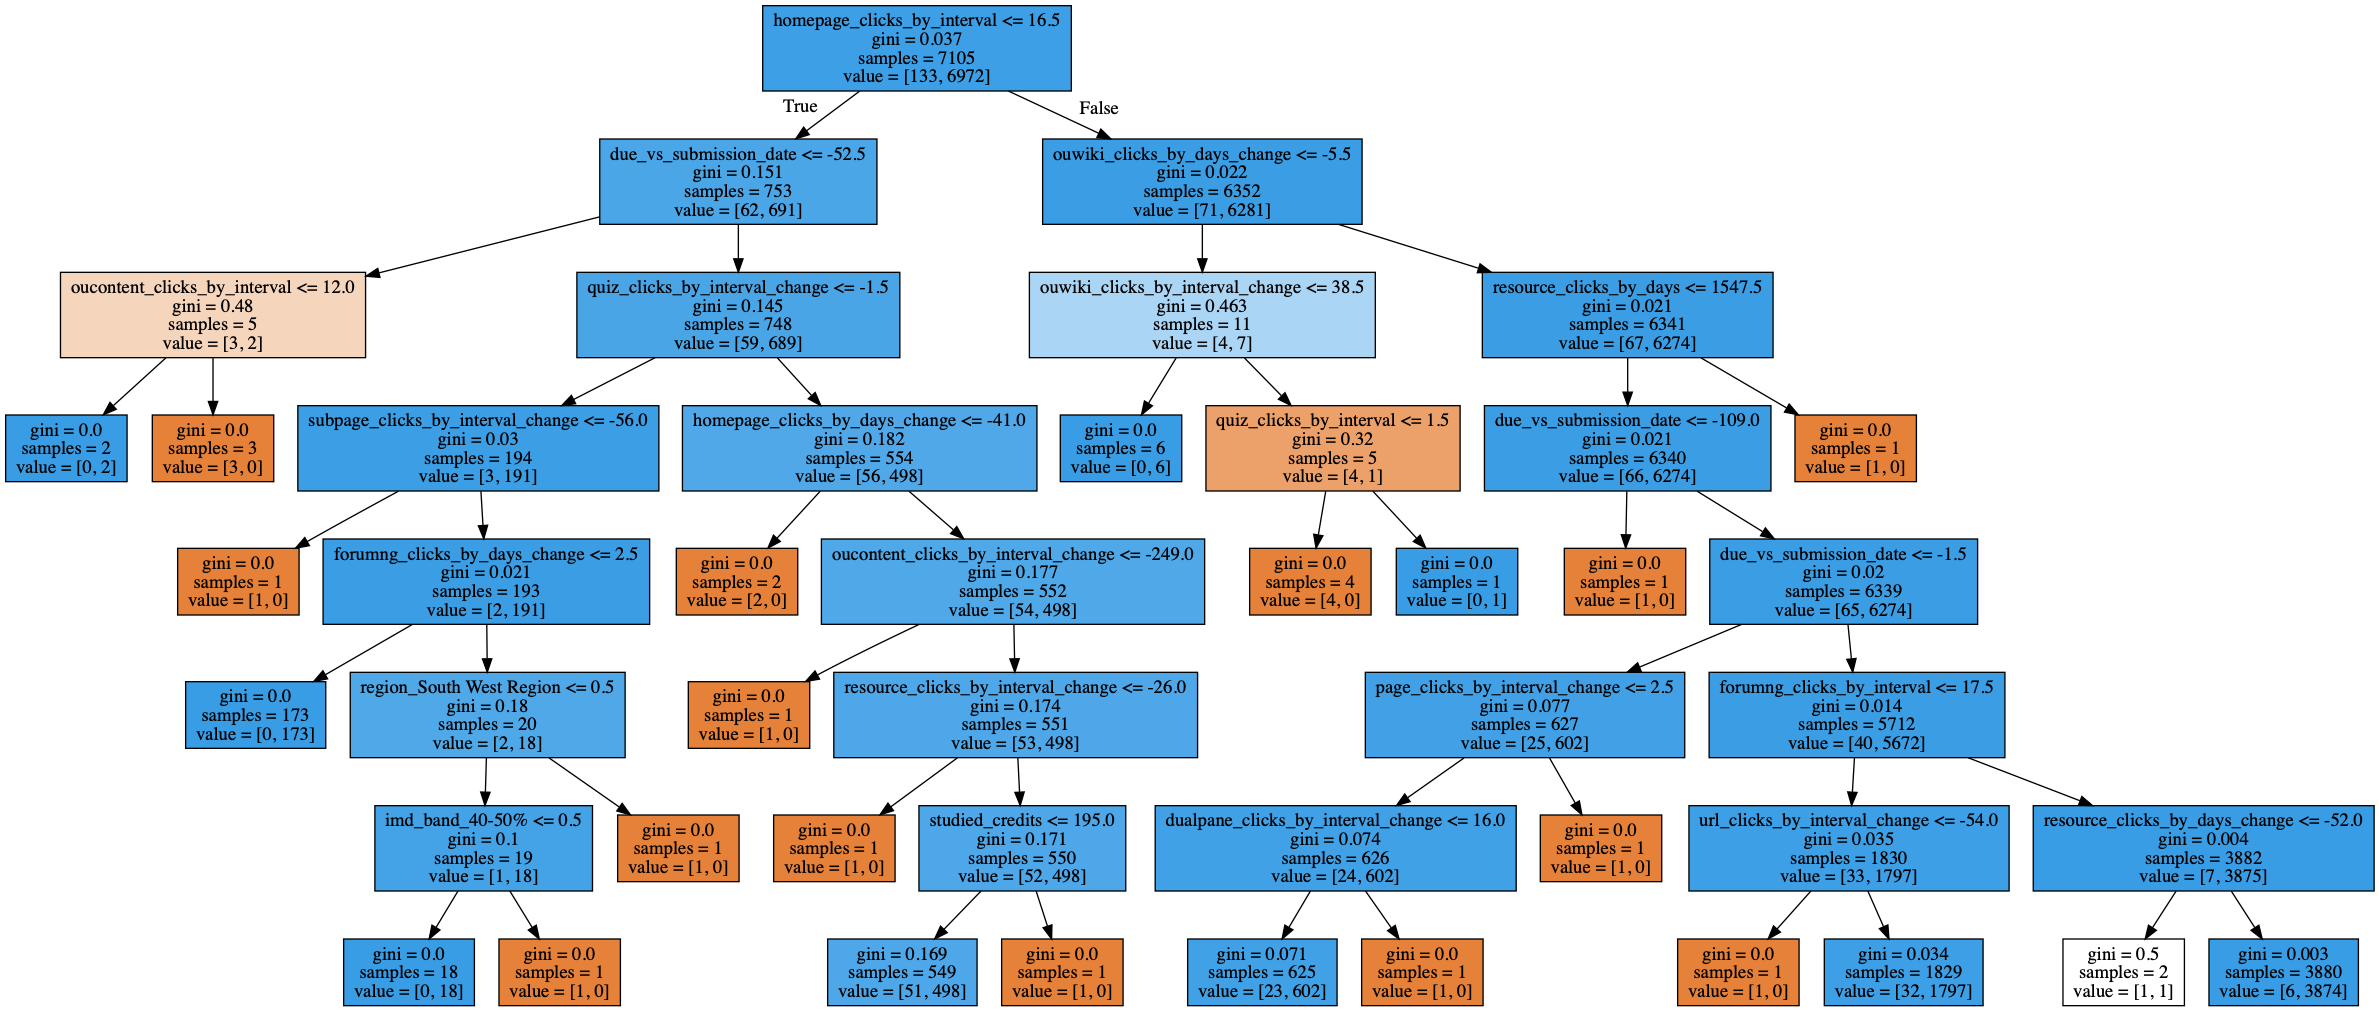 homepage_clicks_by_interval <= 16.5
gini = 0.037
samples = 7105
value = [133, 6972]
True
False
due_vs_submission_date <= -52.5
gini = 0.151
samples = 753
value = [62, 691]
ouwiki_clicks_by_days_change <= -5.5
gini = 0.022
samples = 6352
value = [71, 6281]
oucontent_clicks_by_interval <= 12.0
gini = 0.48
samples = 5
value = [3, 2]
quiz_clicks_by_interval_change <= -1.5
gini = 0.145
samples = 748
value = [59, 689]
ouwiki_clicks_by_interval_change <= 38.5
gini = 0.463
samples = 11
value = [4, 7]
resource_clicks_by_days <= 1547.5
gini = 0.021
samples = 6341
value = [67, 6274]
gini = 0.0
samples = 2
value = [0, 2]
gini = 0.0
samples = 3
value = [3, 0]
subpage_clicks_by_interval_change <= -56.0
gini = 0.03
samples = 194
value = [3, 191]
homepage_clicks_by_days_change <= -41.0
gini = 0.182
samples = 554
value = [56, 498]
gini = 0.0
samples = 6
value = [0, 6]
quiz_clicks_by_interval <= 1.5
gini = 0.32
samples = 5
value = [4, 1]
due_vs_submission_date <= -109.0
gini = 0.021
samples = 6340
value = [66, 6274]
gini = 0.0
samples = 1
value = [1, 0]
gini = 0.0
samples = 1
value = [1, 0]
forumng_clicks_by_days_change <= 2.5
gini = 0.021
samples = 193
value = [2, 191]
gini = 0.0
samples = 2
value = [2, 0]
oucontent_clicks_by_interval_change <= -249.0
gini = 0.177
samples = 552
value = [54, 498]
gini = 0.0
samples = 4
value = [4, 0]
gini = 0.0
samples = 1
value = [0, 1]
gini = 0.0
samples = 1
value = [1, 0]
due_vs_submission_date <= -1.5
gini = 0.02
samples = 6339
value = [65, 6274]
gini = 0.0
samples = 173
value = [0, 173]
region_South West Region <= 0.5
gini = 0.18
samples = 20
value = [2, 18]
gini = 0.0
samples = 1
value = [1, 0]
resource_clicks_by_interval_change <= -26.0
gini = 0.174
samples = 551
value = [53, 498]
page_clicks_by_interval_change <= 2.5
gini = 0.077
samples = 627
value = [25, 602]
forumng_clicks_by_interval <= 17.5
gini = 0.014
samples = 5712
value = [40, 5672]
imd_band_40-50% <= 0.5
gini = 0.1
samples = 19
value = [1, 18]
gini = 0.0
samples = 1
value = [1, 0]
gini = 0.0
samples = 1
value = [1, 0]
studied_credits <= 195.0
gini = 0.171
samples = 550
value = [52, 498]
dualpane_clicks_by_interval_change <= 16.0
gini = 0.074
samples = 626
value = [24, 602]
gini = 0.0
samples = 1
value = [1, 0]
url_clicks_by_interval_change <= -54.0
gini = 0.035
samples = 1830
value = [33, 1797]
resource_clicks_by_days_change <= -52.0
gini = 0.004
samples = 3882
value = [7, 3875]
gini = 0.0
samples = 18
value = [0, 18]
gini = 0.0
samples = 1
value = [1, 0]
gini = 0.169
samples = 549
value = [51, 498]
gini = 0.0
samples = 1
value = [1, 0]
gini = 0.071
samples = 625
value = [23, 602]
gini = 0.0
samples = 1
value = [1, 0]
gini = 0.0
samples = 1
value = [1, 0]
gini = 0.034
samples = 1829
value = [32, 1797]
gini = 0.5
samples = 2
value = [1, 1]
gini = 0.003
samples = 3880
value = [6, 3874]